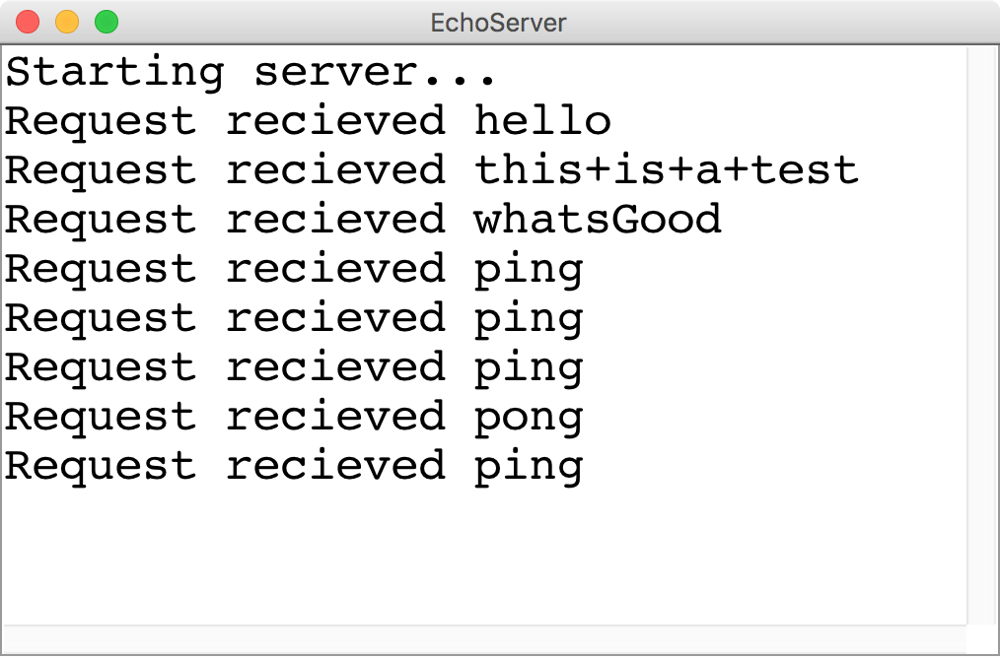 EchoServer
Starting server...
Request recieved hello
Request recieved this+is+a+test
Request recieved whatsGood
Request recieved ping
Request recieved ping
Request recieved ping
Request recieved pong
Request recieved ping